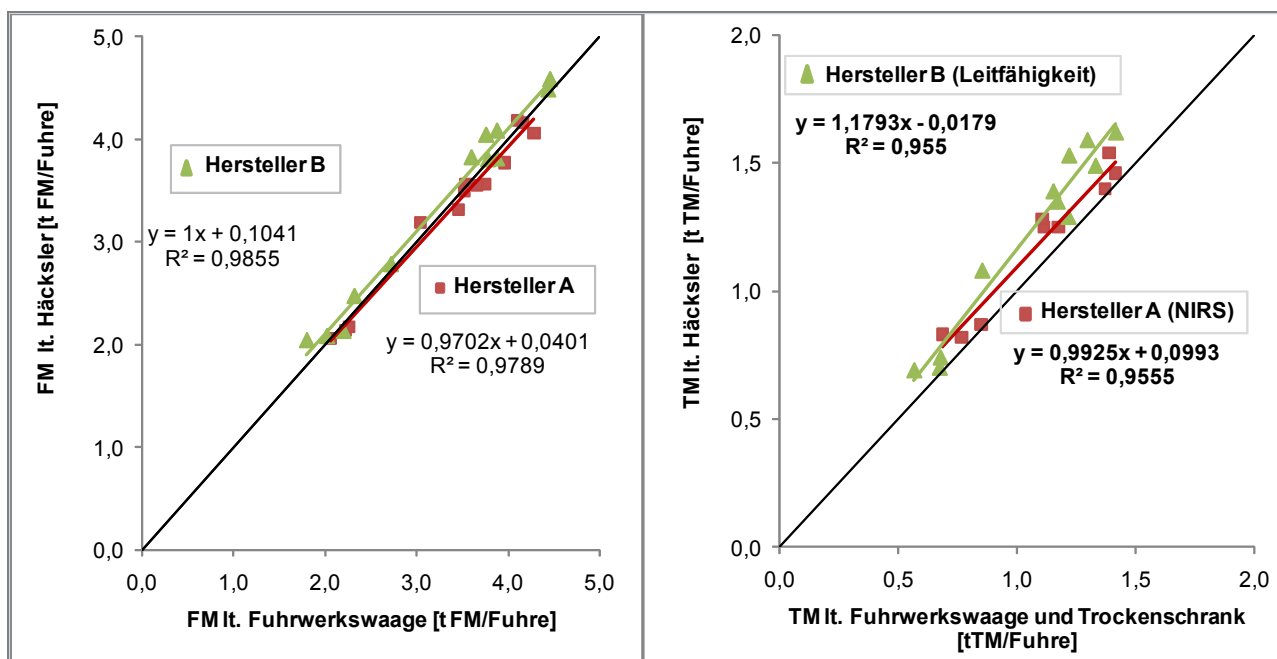 5,0
4,0
3,0
2,0
1,0
0,0
FM lt. Häcksler [t FM/Fuhre]
Hersteller B
y = 1x + 0,1041
R² = 0,9855
Hersteller A
y = 0,9702x + 0,0401
R² = 0,9789
0,0 1,0 2,0 3,0 4,0 5,0
FM lt. Fuhrwerkswaage [t FM/Fuhre]
2,0
1,5
1,0
0,5
0,0
TM lt. Häcksler [t TM/Fuhre]
Hersteller B (Leitfähigkeit)
y = 1,1793x - 0,0179
R² = 0,955
Hersteller A (NIRS)
y = 0,9925x + 0,0993
R² = 0,9555
0,0 0,5 1,0 1,5 2,0
TM lt. Fuhrwerkswaage und Trockenschrank
[tTM/Fuhre]